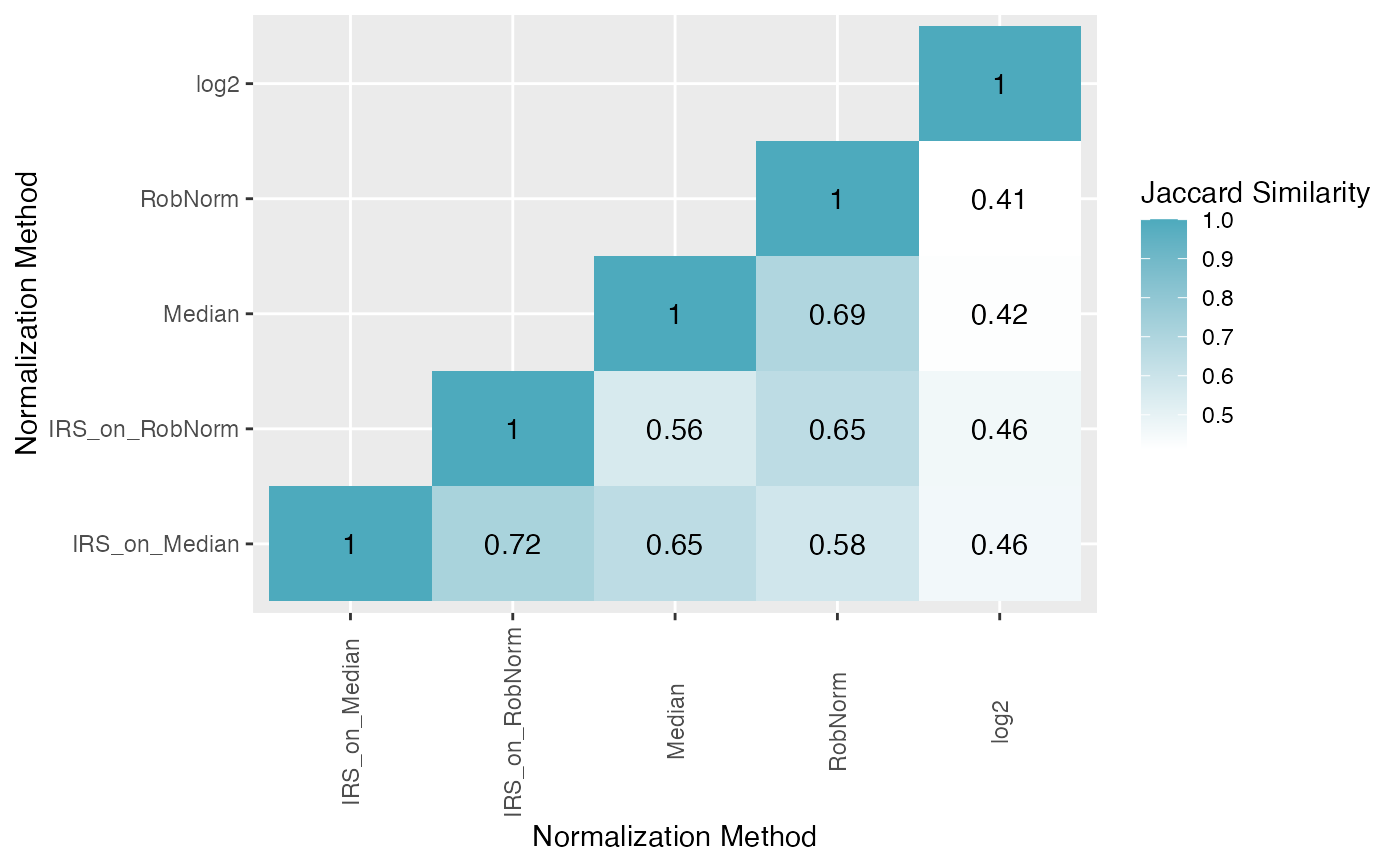 Normalization Method
log2
1
RobNorm
1
0.41
Median
1
0.69
0.42
IRS_on_RobNorm
1
0.56
0.65
0.46
IRS_on_Median
1
0.72
0.65
0.58
0.46
IRS_on_Median
IRS_on_RobNorm
Median
RobNorm
log2
Normalization Method
Jaccard Similarity
1.0
0.9
0.8
0.7
0.6
0.5